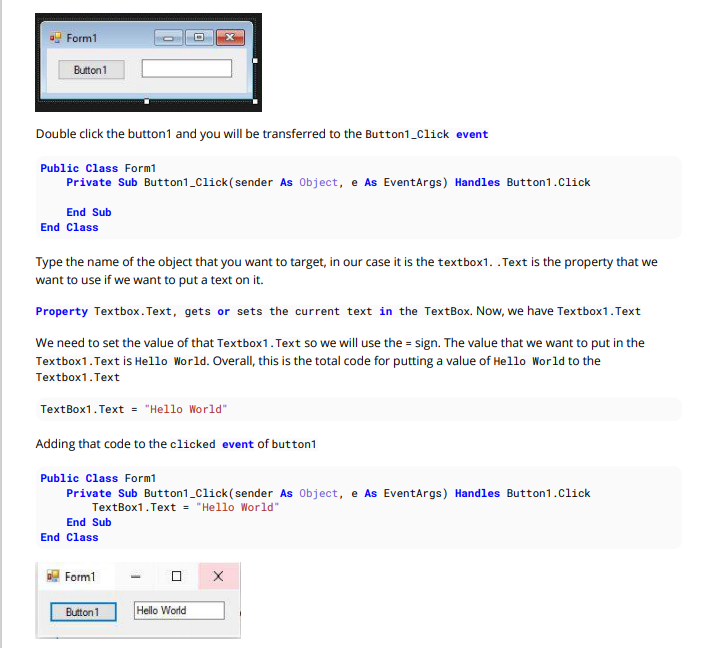 Form1
Button1
Double click the button1 and you will be transferred to the Button1_Click event
Public Class Form1
Private Sub Button1_Click(sender As Object, e As EventArgs) Handles Button1.Click
End Sub
End Class
Type the name of the object that you want to target, in our case it is the textbox1. .Text is the property that we
want to use if we want to put a text on it.
Property Textbox.Text, gets or sets the current text in the TextBox. Now, we have Textbox1.Text
We need to set the value of that Textbox1.Text so we will use the = sign. The value that we want to put in the
Textbox1.Text is Hello World. Overall, this is the total code for putting a value of Hello World to the
Textbox1.Text
TextBox1.Text = "Hello World"
Adding that code to the clicked event of button1
Public Class Form1
Private Sub Button1_Click(sender As Object, e As EventArgs) Handles Button1.Click
TextBox1.Text = "Hello World"
End Sub
End Class
Form1
Button1 Hello World